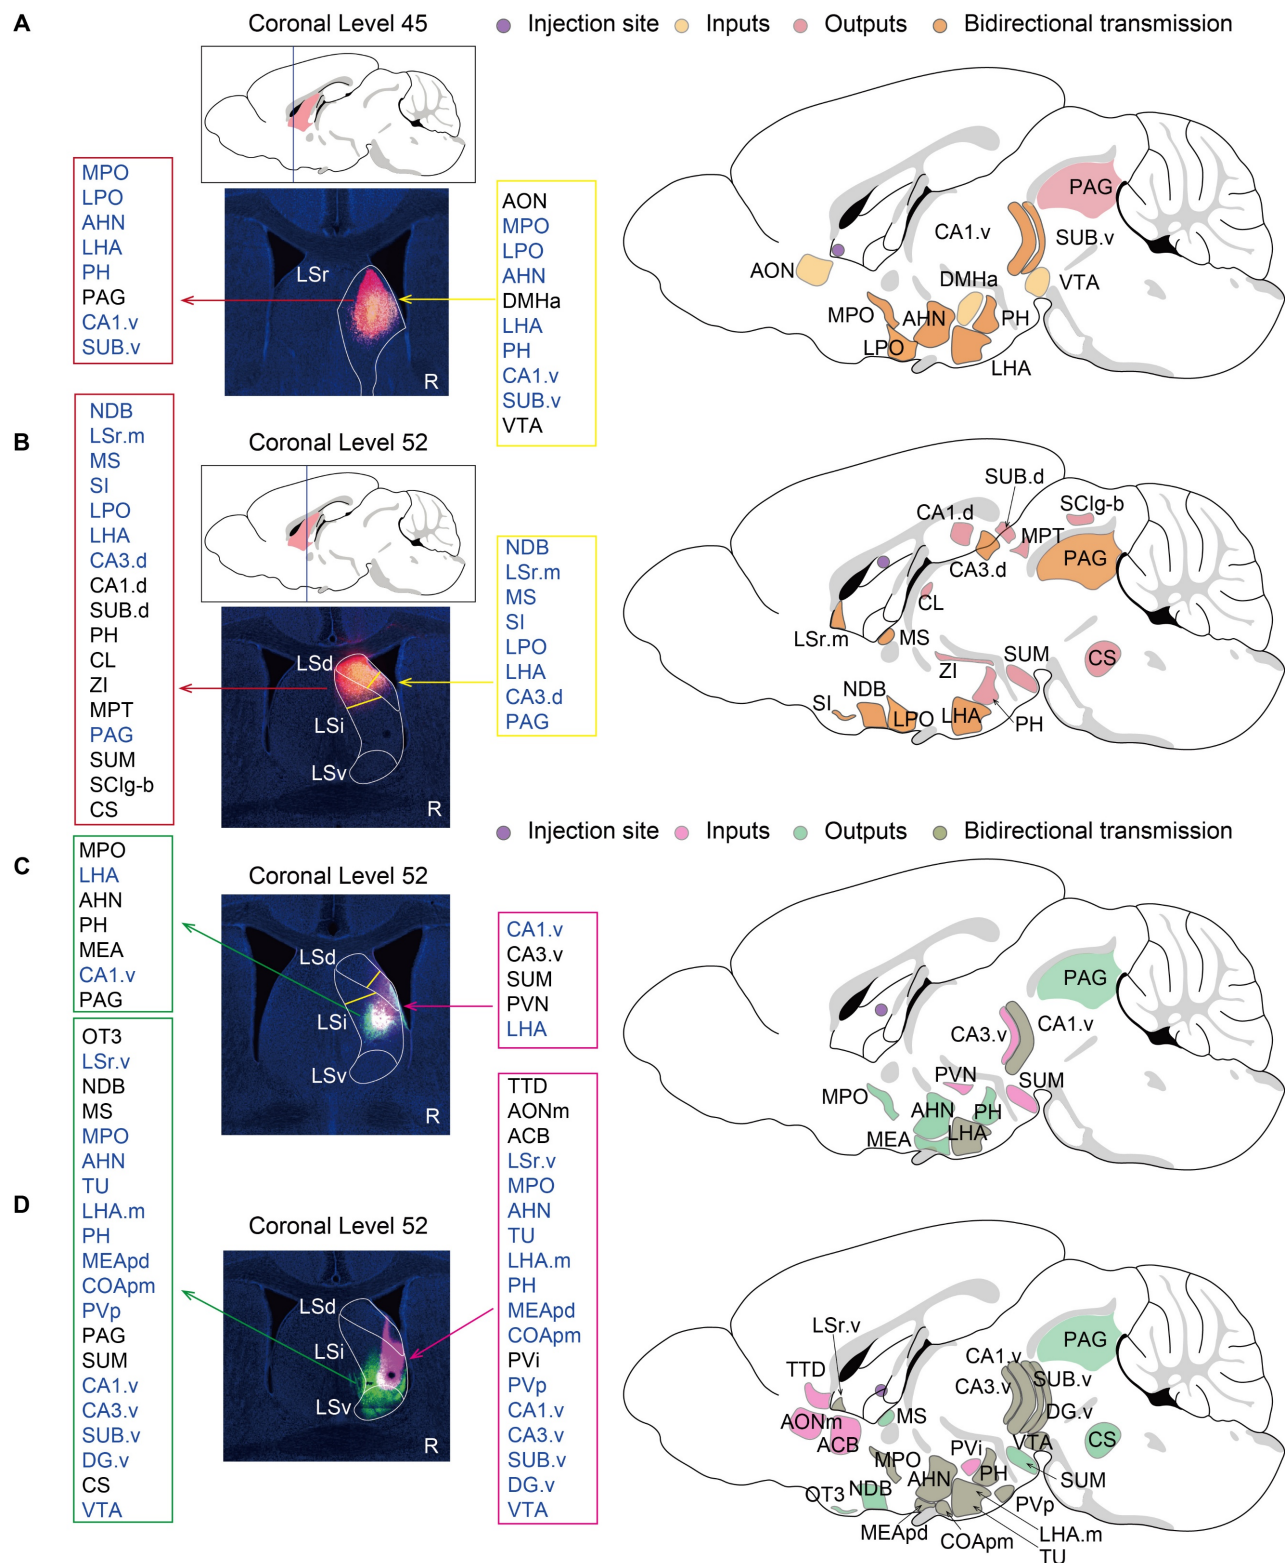 A
Coronal Level 45
Injection site
Inputs
Outputs
Bidirectional transmission
MPO
LPO
AHN
LHA
PH
PAG
CA1.v
SUB.v
LSr
R
AON
MPO
LPO
AHN
DMHa
LHA
PH
CA1.v
SUB.v
VTA
PAG
CA1.v
SUB.v
AON
DMHa
VTA
MPO
AHN
PH
LPO
LHA
B
Coronal Level 52
NDB
LSr.m
MS
SI
LPO
LHA
CA3.d
CA1.d
SUB.d
PH
CL
ZI
MPT
PAG
SUM
SCIg-b
CS
LSd
LSi
LSv
R
NDB
LSr.m
MS
SI
LPO
LHA
CA3.d
PAG
SUB.d
CA1.d
SCIg-b
MPT
PAG
CA3.d
CL
LSr.m
MS
ZI
SUM
CS
SI
NDB
LPO
LHA
PH
Injection site
Inputs
Outputs
Bidirectional transmission
C
Coronal Level 52
MPO
LHA
AHN
PH
MEA
CA1.v
PAG
LSd
LSi
LSv
R
CA1.v
CA3.v
SUM
PVN
LHA
PAG
CA3.v
CA1.v
PVN
SUM
MPO
AHN
PH
MEA
LHA
D
Coronal Level 52
OT3
LSr.v
NDB
MS
MPO
AHN
TU
LHA.m
PH
MEApd
COApm
PVp
PAG
SUM
CA1.v
CA3.v
SUB.v
DG.v
CS
VTA
LSd
LSi
LSv
R
TTD
AONm
ACB
LSr.v
MPO
AHN
TU
LHA.m
PH
MEApd
COApm
PVi
PVp
CA1.v
CA3.v
SUB.v
DG.v
VTA
LSr.v
PAG
TTD
CA1.v
CA3.v
SUB.v
DG.v
AONm
MS
ACB
VTA
CS
MPO
PVi
AHN
PH
SUM
OT3
NDB
PVp
MEApd
COApm
LHA.m
TU